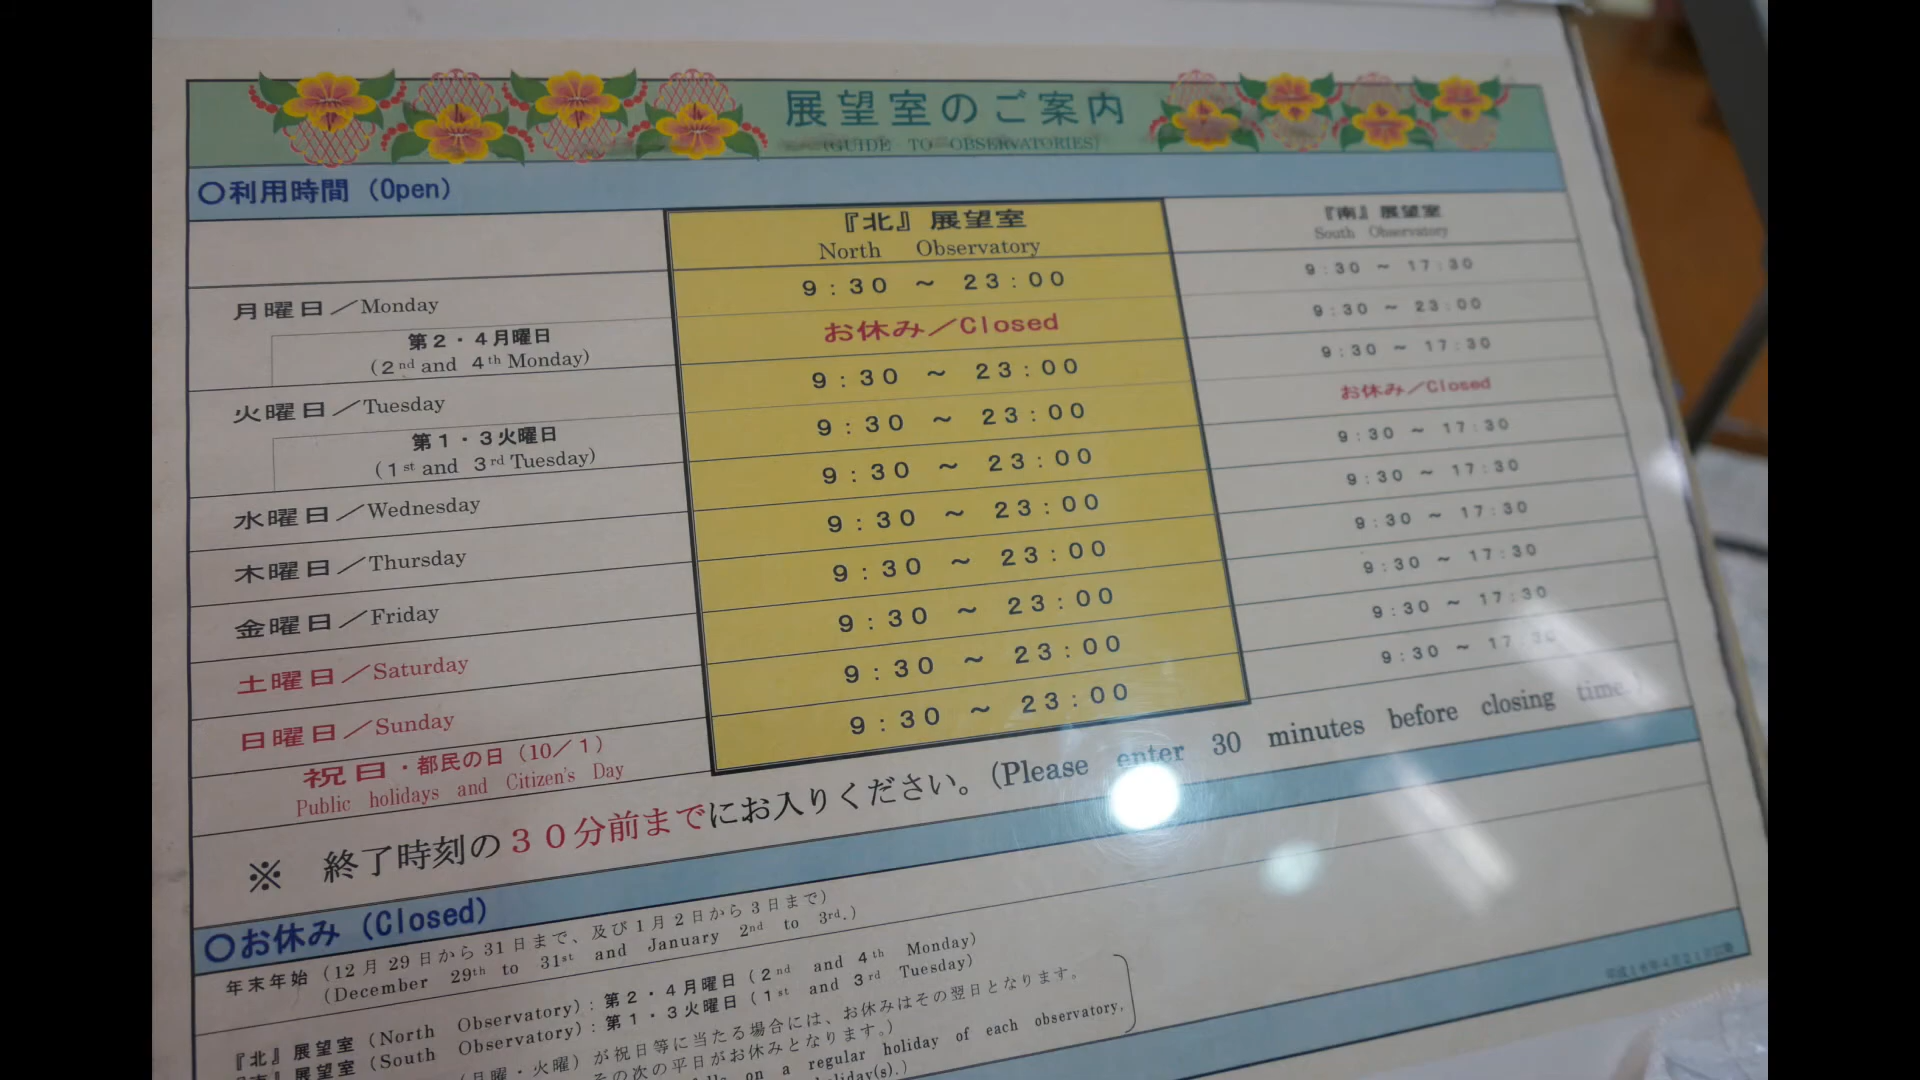 展望室のご案内
(GUIDE TO OBSERVATORIES)
〇利用時間 (Open)
『北』展望室
North Observatory
『南』展望室
South Observatory
月曜日／Monday
9:30 ～ 23:00
9:30 ～ 17:30
第2・4月曜日
(2nd and 4th Monday)
お休み／Closed
9:30 ～ 23:00
火曜日／Tuesday
9:30 ～ 23:00
9:30 ～ 17:30
第1・3火曜日
(1st and 3rd Tuesday)
9:30 ～ 23:00
お休み／Closed
水曜日／Wednesday
9:30 ～ 23:00
9:30 ～ 17:30
木曜日／Thursday
9:30 ～ 23:00
9:30 ～ 17:30
金曜日／Friday
9:30 ～ 23:00
9:30 ～ 17:30
土曜日／Saturday
9:30 ～ 23:00
9:30 ～ 17:30
日曜日／Sunday
9:30 ～ 23:00
9:30 ～ 17:30
祝日・都民の日（10／1）
Public holidays and Citizen's Day
9:30 ～ 23:00
9:30 ～ 17:30
※ 終了時刻の30分前までにお入りください。(Please enter 30 minutes before closing time.)
〇お休み (Closed)
年末年始（12月29日から31日まで、及び1月2日から3日まで）
(December 29th to 31st and January 2nd to 3rd.)
『北』展望室 (North Observatory)：第2・4月曜日（2nd and 4th Monday）
展望室 (South Observatory)：第1・3火曜日（1st and 3rd Tuesday）
（月曜・火曜）が祝日等に当たる場合には、お休みはその翌日となります。
その次の平日がお休みとなります。）
on a regular holiday of each observatory,